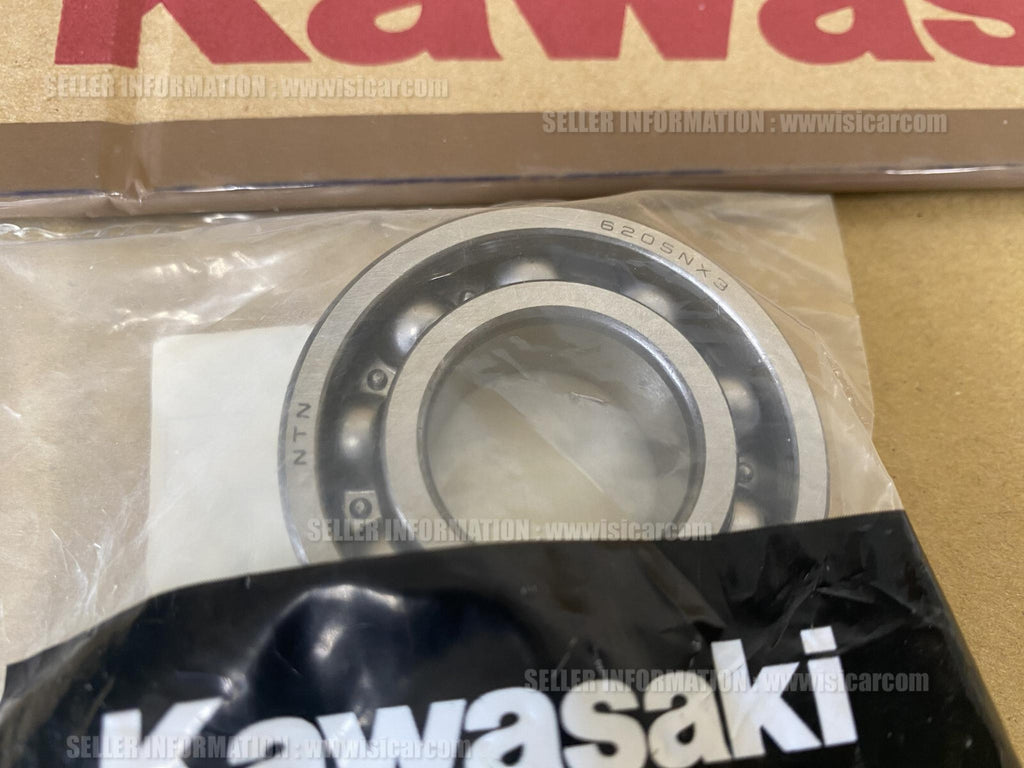 Kawas
SELLER INFORMATION : wwwisicarcom
SELLER INFORMATION : wwwisicarcom
6205NX3
NTN
SELLER INFORMATION : wwwisicarcom
SELLER INFORMATION : wwwisicarcom
Kawasaki
SELLER INFORMATION : wwwisicarcom